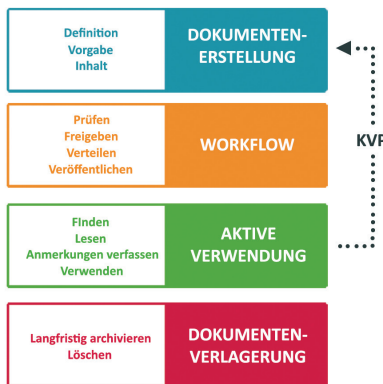 Definition
Vorgabe
Inhalt
DOKUMENTEN-
ERSTELLUNG
Prüfen
Freigeben
Verteilen
Veröffentlichen
WORKFLOW
KVP
FInden
Lesen
Anmerkungen verfassen
Verwenden
AKTIVE
VERWENDUNG
Langfristig archivieren
Löschen
DOKUMENTEN-
VERLAGERUNG